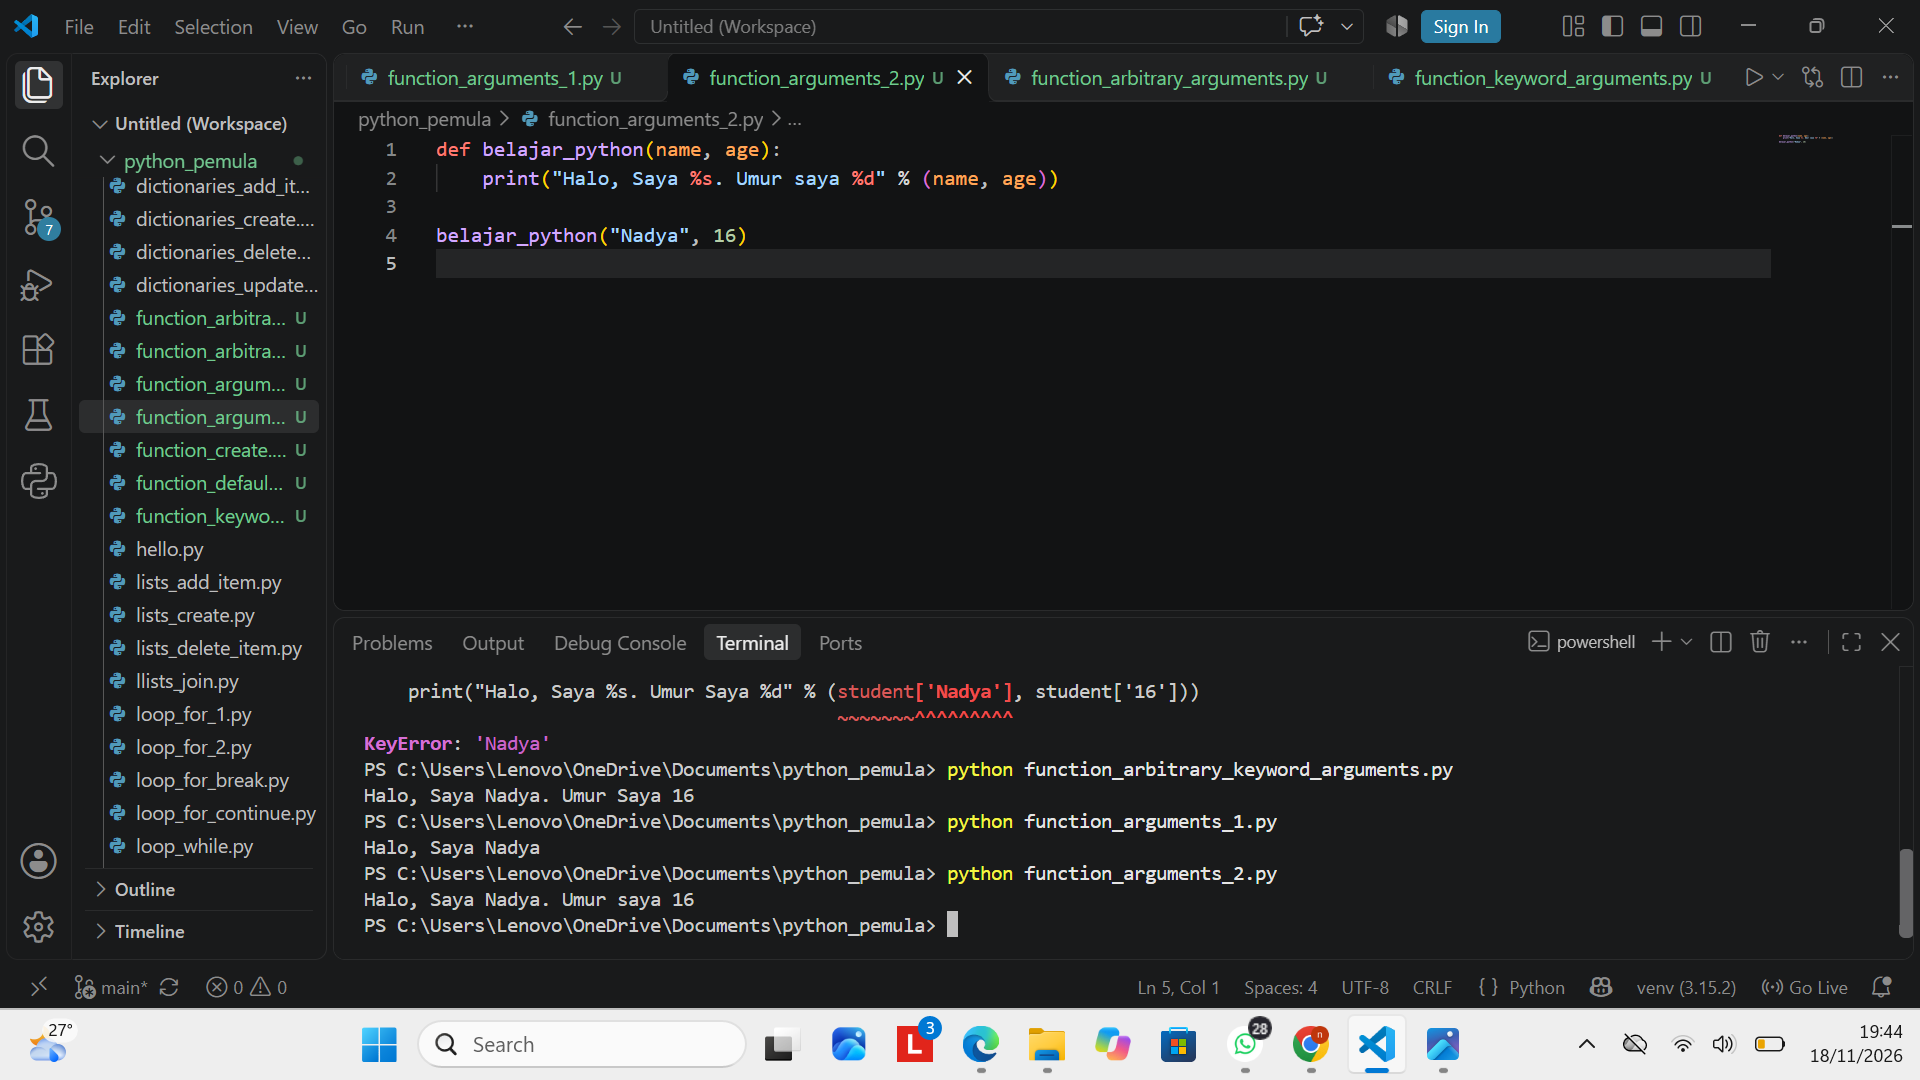 File Edit Selection View Go Run ...
Untitled (Workspace)
Sign In
Explorer
function_arguments_1.py U
function_arguments_2.py U
function_arbitrary_arguments.py U
function_keyword_arguments.py U
Untitled (Workspace)
python_pemula
dictionaries_add_it...
dictionaries_create....
dictionaries_delete...
dictionaries_update...
function_arbitra... U
function_arbitra... U
function_argum... U
function_argum... U
function_create.... U
function_defaul... U
function_keywo... U
hello.py
lists_add_item.py
lists_create.py
lists_delete_item.py
llists_join.py
loop_for_1.py
loop_for_2.py
loop_for_break.py
loop_for_continue.py
loop_while.py
Outline
Timeline
7
python_pemula > function_arguments_2.py > ...
1 def belajar_python(name, age):
2     print("Halo, Saya %s. Umur saya %d" % (name, age))
3
4 belajar_python("Nadya", 16)
5
Problems Output Debug Console Terminal Ports
powershell
    print("Halo, Saya %s. Umur Saya %d" % (student['Nadya'], student['16']))
~~~~~~~^^^^^^^^^
KeyError: 'Nadya'
PS C:\Users\Lenovo\OneDrive\Documents\python_pemula> python function_arbitrary_keyword_arguments.py
Halo, Saya Nadya. Umur Saya 16
PS C:\Users\Lenovo\OneDrive\Documents\python_pemula> python function_arguments_1.py
Halo, Saya Nadya
PS C:\Users\Lenovo\OneDrive\Documents\python_pemula> python function_arguments_2.py
Halo, Saya Nadya. Umur saya 16
PS C:\Users\Lenovo\OneDrive\Documents\python_pemula>
main* 0 0
Ln 5, Col 1 Spaces: 4 UTF-8 CRLF { } Python venv (3.15.2) Go Live
27°
Search
L 3
28
n
19:44
18/11/2026